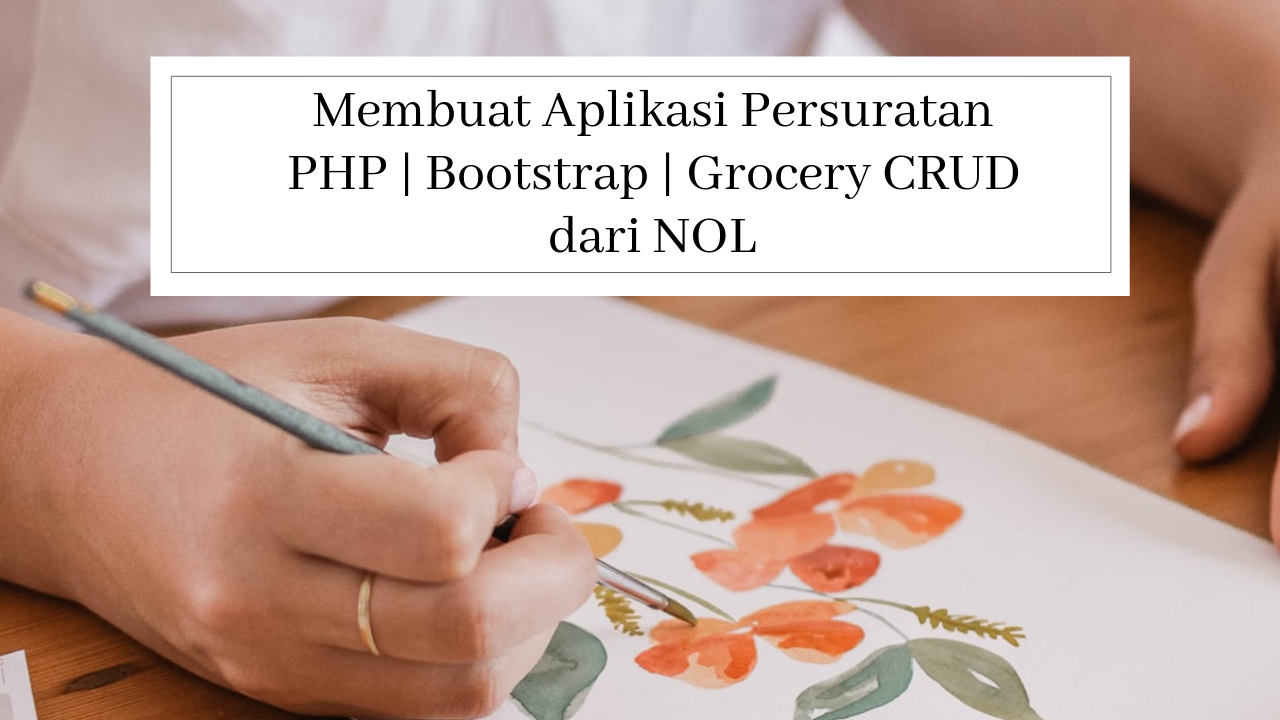 Membuat Aplikasi Persuratan
PHP | Bootstrap | Grocery CRUD
dari NOL